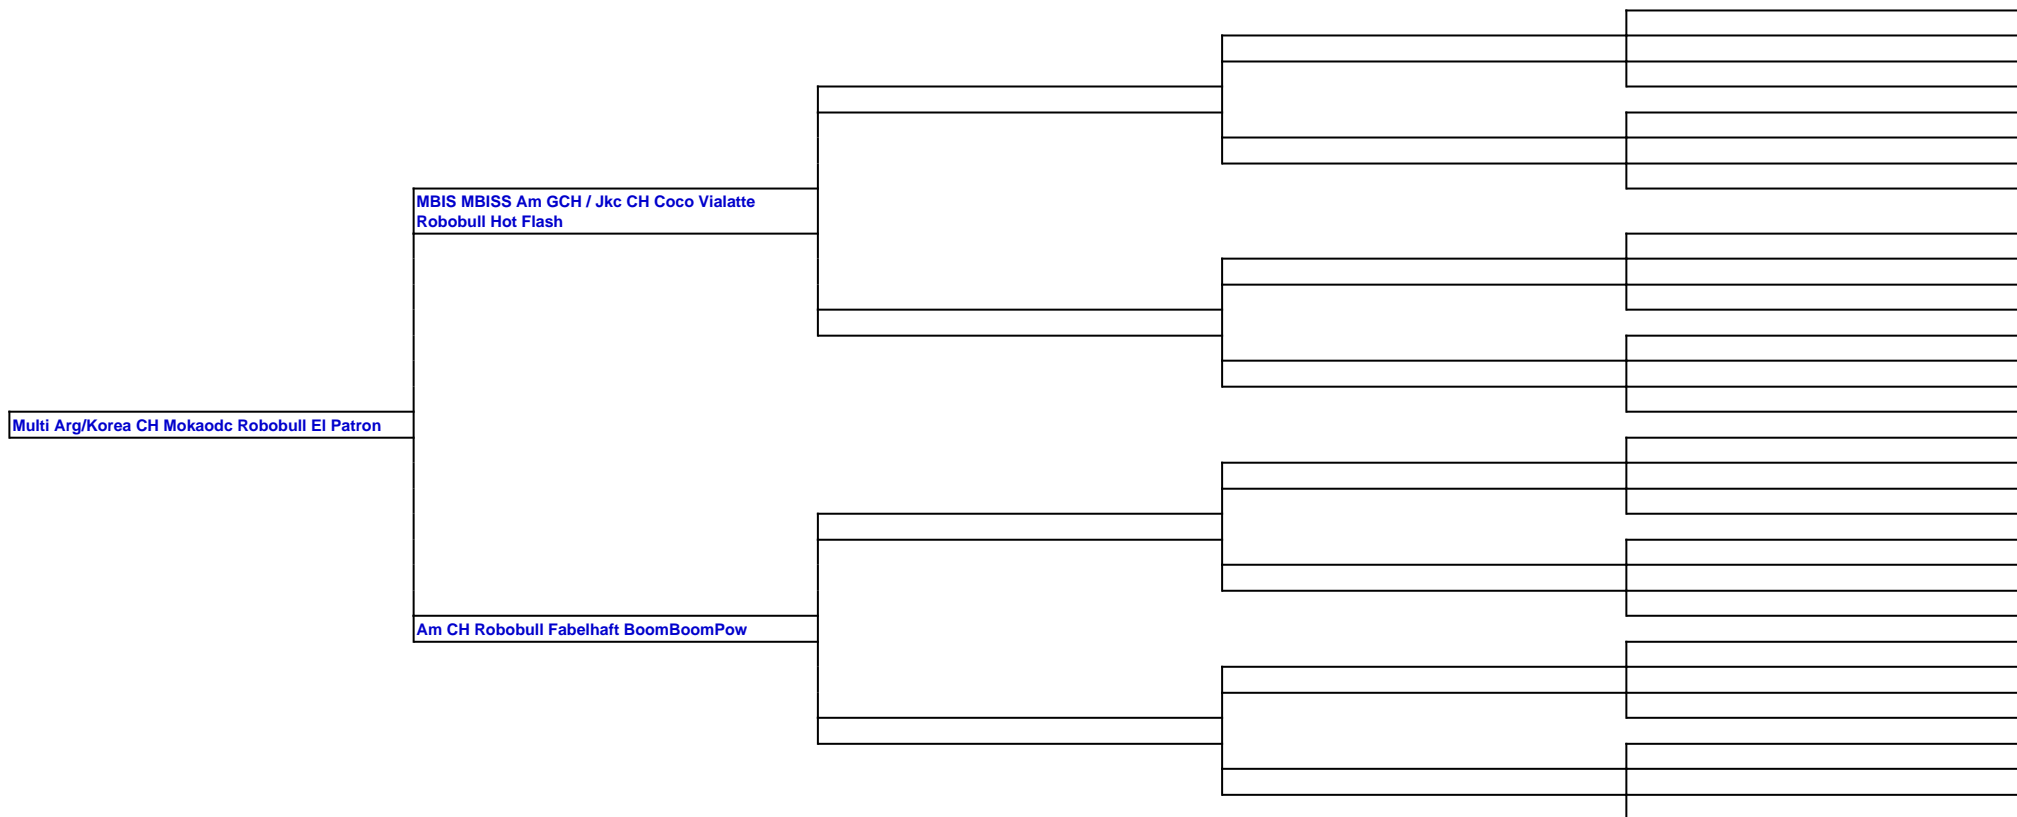 MBIS MBISS Am GCH / Jkc CH Coco Vialatte
Robobull Hot Flash
Multi Arg/Korea CH Mokaodc Robobull El Patron
Am CH Robobull Fabelhaft BoomBoomPow